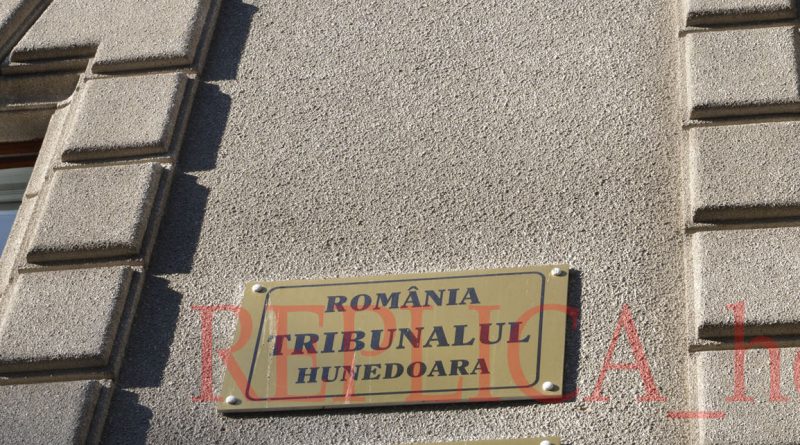 ROMÂNIA
TRIBUNALUL
HUNEDOARA
REPLICA_h